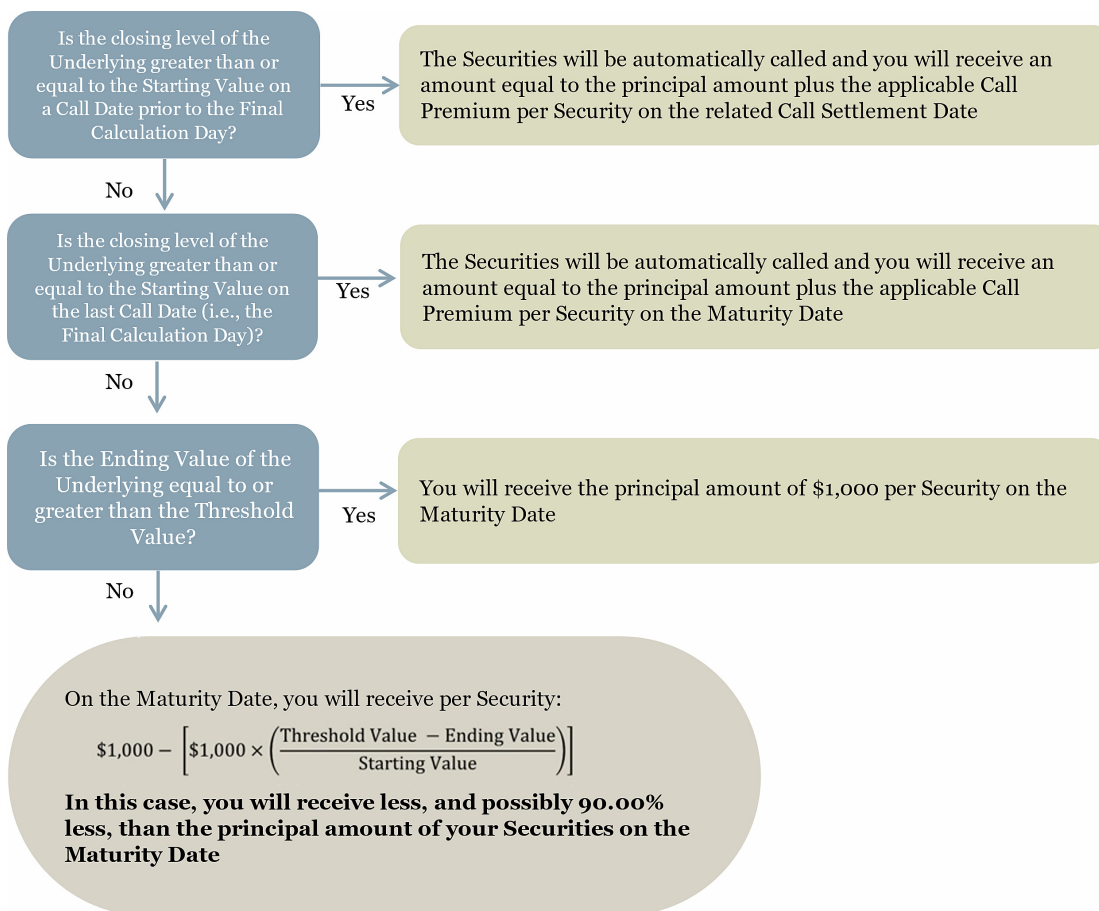 Is the closing level of the
Underlying greater than or
equal to the Starting Value on
a Call Date prior to the Final
Calculation Day?
Yes
The Securities will be automatically called and you will receive an
amount equal to the principal amount plus the applicable Call
Premium per Security on the related Call Settlement Date
No
Is the closing level of the
Underlying greater than or
equal to the Starting Value on
the last Call Date (i.e., the
Final Calculation Day)?
Yes
The Securities will be automatically called and you will receive an
amount equal to the principal amount plus the applicable Call
Premium per Security on the Maturity Date
No
Is the Ending Value of the
Underlying equal to or
greater than the Threshold
Value?
Yes
You will receive the principal amount of $1,000 per Security on the
Maturity Date
No
On the Maturity Date, you will receive per Security:
$1,000 − [$1,000 × (Threshold Value − Ending Value / Starting Value)]
In this case, you will receive less, and possibly 90.00%
less, than the principal amount of your Securities on the
Maturity Date